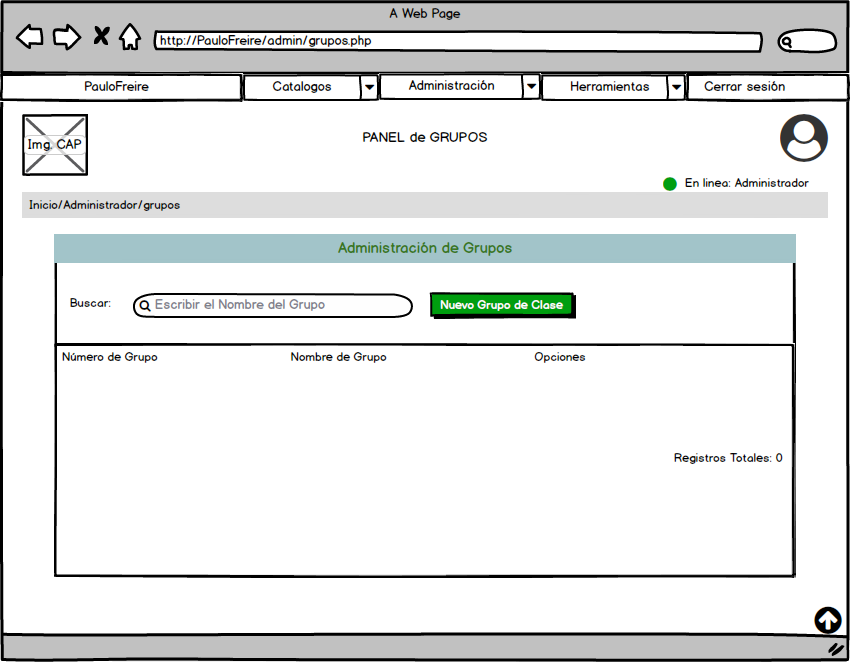 A Web Page
http://PauloFreire/admin/grupos.php
PauloFreire
Catalogos
Administración
Herramientas
Cerrar sesión
Img. CAP
PANEL de GRUPOS
En linea: Administrador
Inicio/Administrador/grupos
Administración de Grupos
Buscar:
Escribir el Nombre del Grupo
Nuevo Grupo de Clase
Número de Grupo
Nombre de Grupo
Opciones
Registros Totales: 0